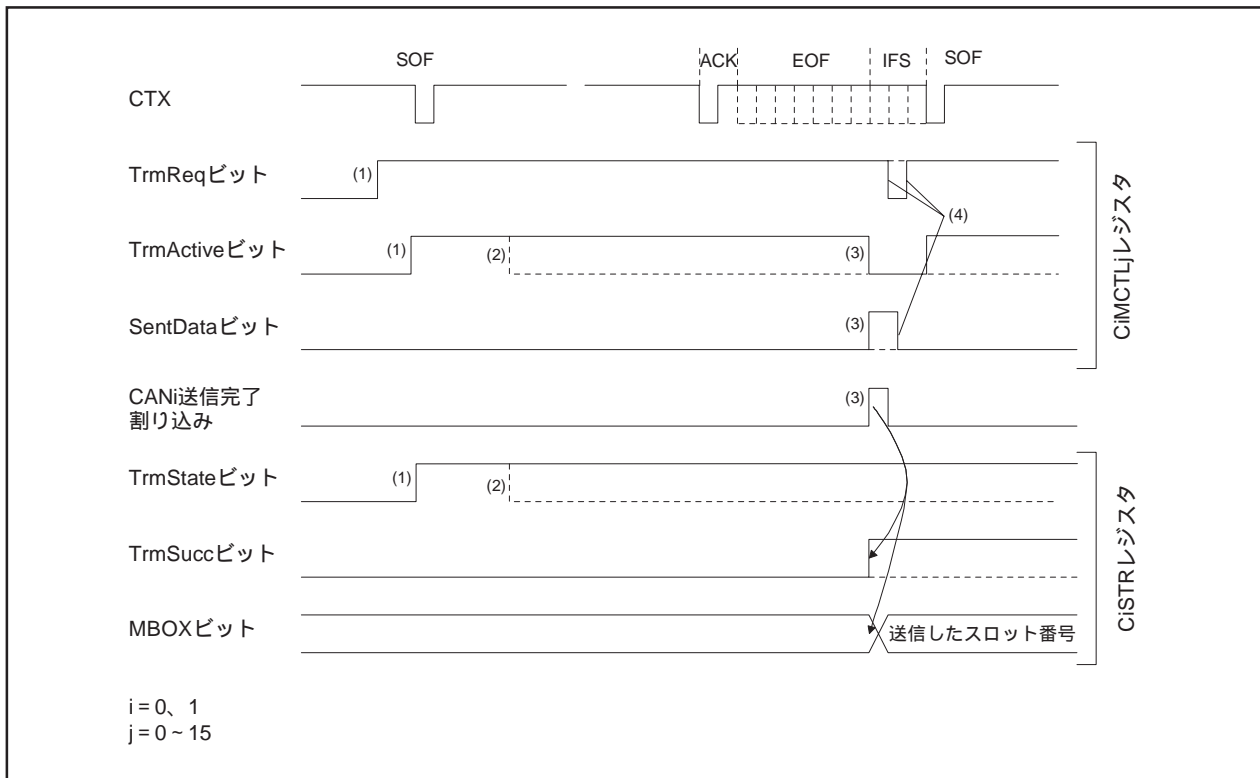 SOF ACK EOF IFS SOF
CTX
TrmReqビット (1)
(4)
TrmActiveビット (1) (2) (3)
SentDataビット (3)
CANi送信完了
割り込み (3)
TrmStateビット (1) (2)
TrmSuccビット
MBOXビット 送信したスロット番号
CiMCTLjレジスタ
CiSTRレジスタ
i = 0、1
j = 0 ~ 15